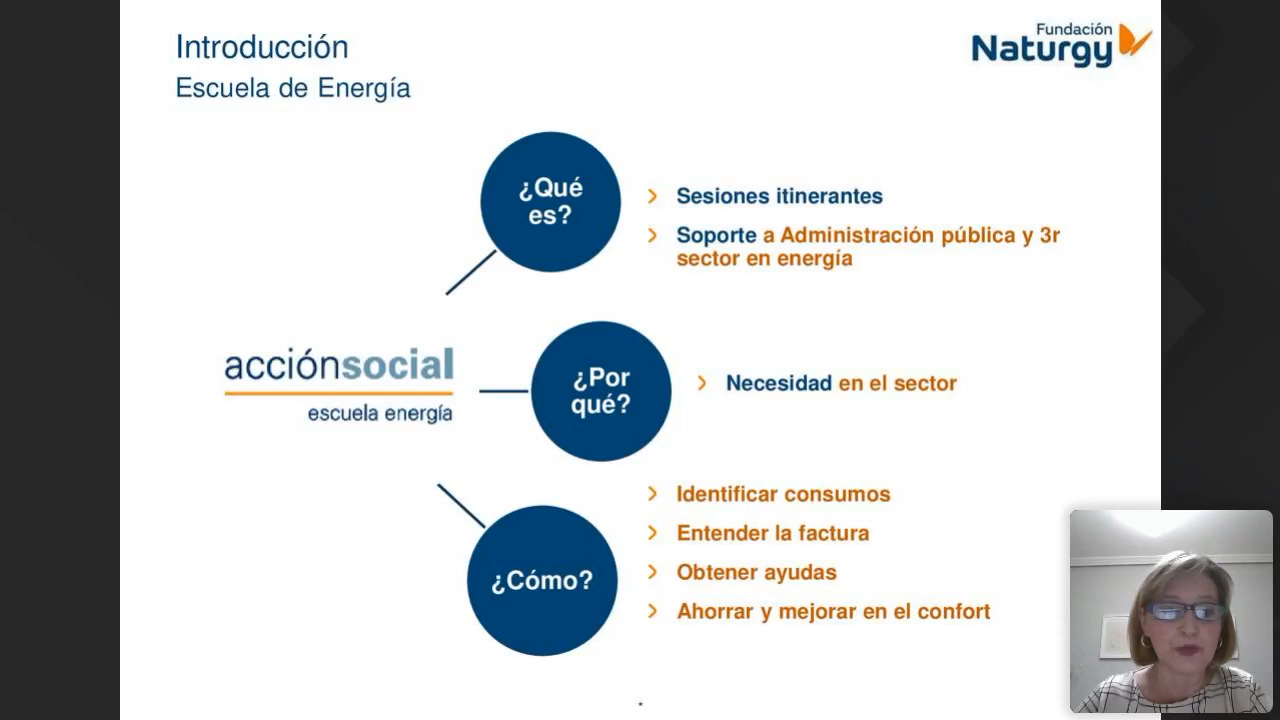 Introducción
Escuela de Energía
Fundación
Naturgy
¿Qué
es?
Sesiones itinerantes
Soporte a Administración pública y 3r
sector en energía
acciónsocial
escuela energía
¿Por
qué?
Necesidad en el sector
¿Cómo?
Identificar consumos
Entender la factura
Obtener ayudas
Ahorrar y mejorar en el confort